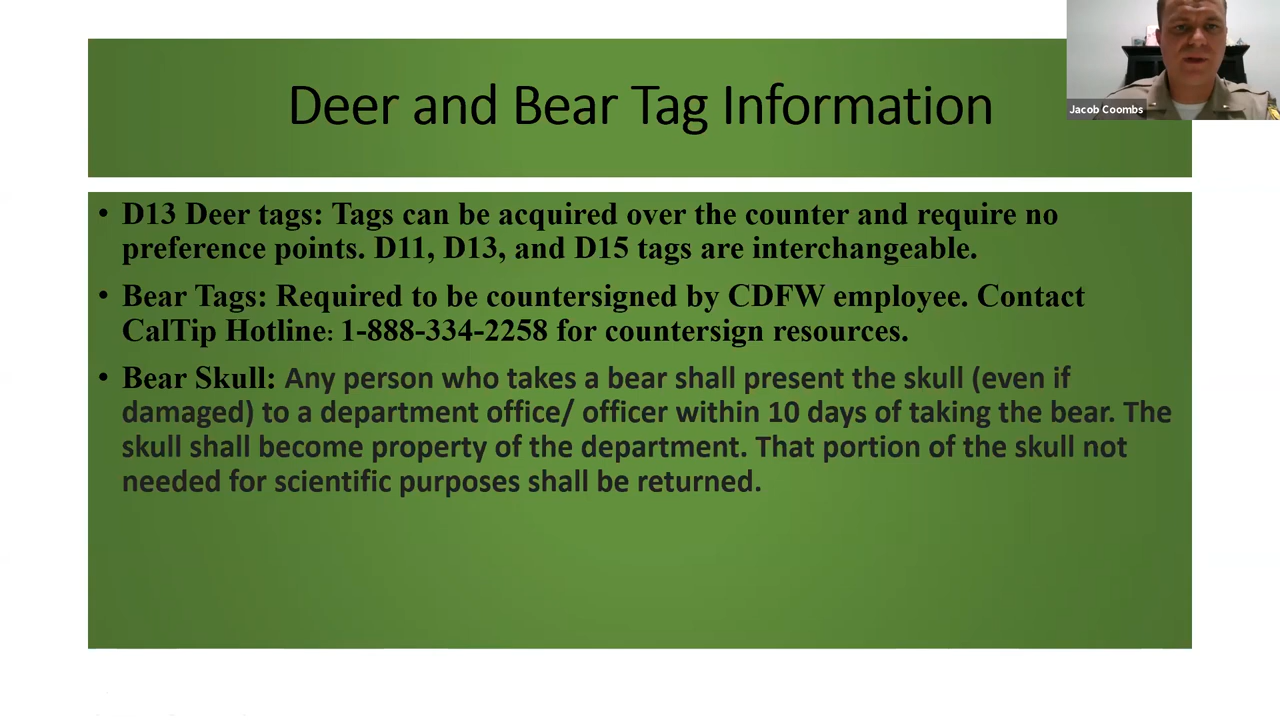 Deer and Bear Tag Information
Jacob Coombs
• D13 Deer tags: Tags can be acquired over the counter and require no
preference points. D11, D13, and D15 tags are interchangeable.
• Bear Tags: Required to be countersigned by CDFW employee. Contact
CalTip Hotline: 1-888-334-2258 for countersign resources.
• Bear Skull: Any person who takes a bear shall present the skull (even if
damaged) to a department office/ officer within 10 days of taking the bear. The
skull shall become property of the department. That portion of the skull not
needed for scientific purposes shall be returned.